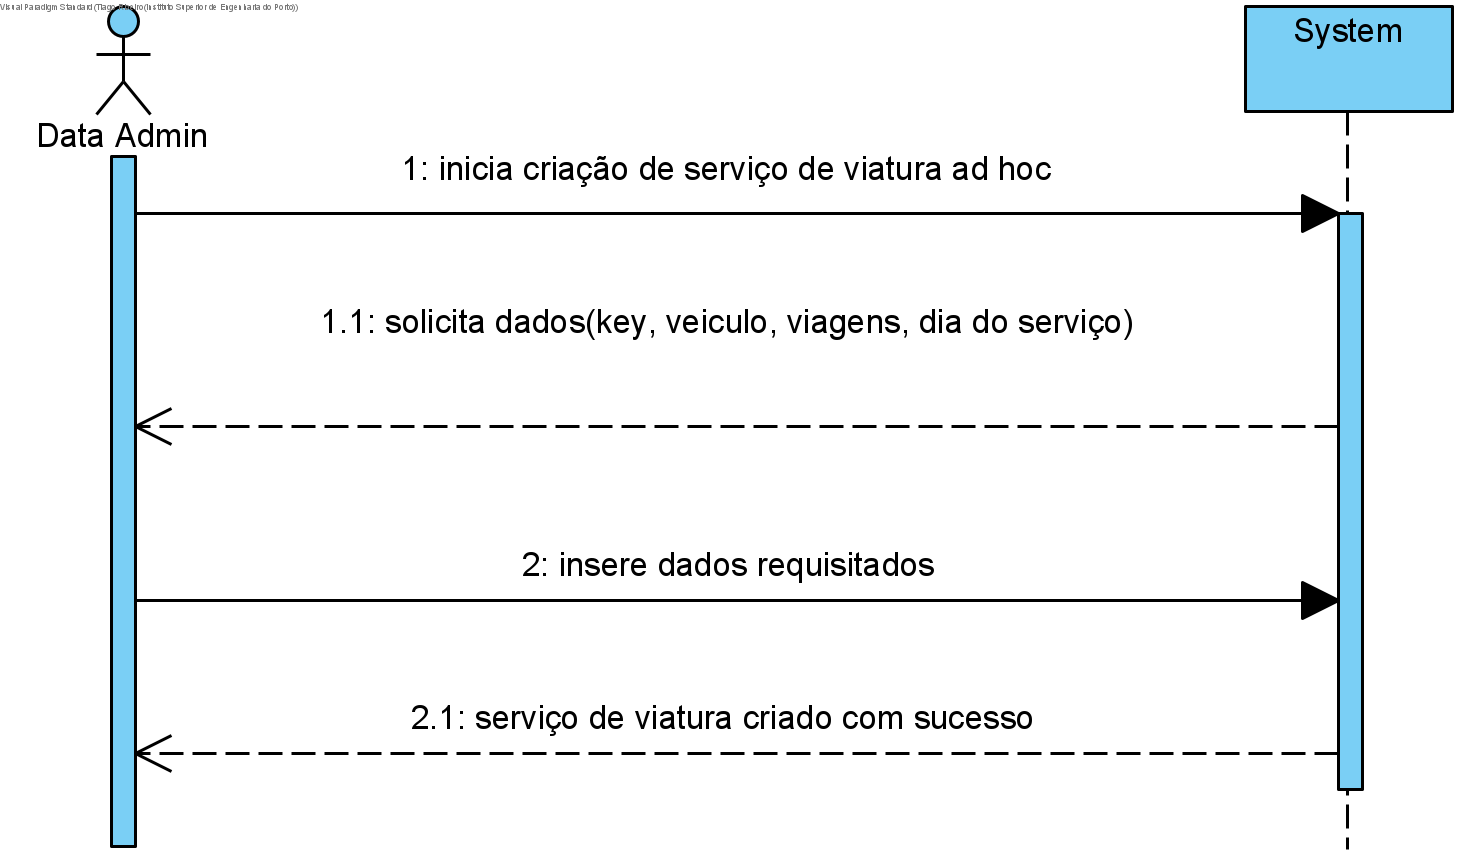 Visual Paradigm Standard(Tiago Ribeiro(Instituto Superior de Engenharia do Porto))
System
Data Admin
1: inicia criação de serviço de viatura ad hoc
1.1: solicita dados(key, veiculo, viagens, dia do serviço)
2: insere dados requisitados
2.1: serviço de viatura criado com sucesso